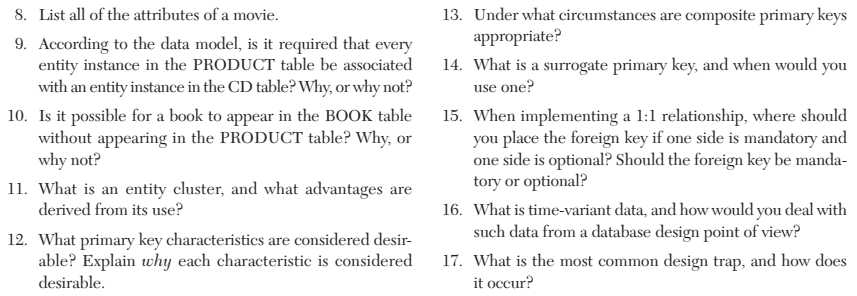 8. List all of the attributes of a movie.
9. According to the data model, is it required that every
entity instance in the PRODUCT table be associated
with an entity instance in the CD table? Why, or why not?
10. Is it possible for a book to appear in the BOOK table
without appearing in the PRODUCT table? Why, or
why not?
11. What is an entity cluster, and what advantages are
derived from its use?
12. What primary key characteristics are considered desir-
able? Explain why each characteristic is considered
desirable.
13. Under what circumstances are composite primary keys
appropriate?
14. What is a surrogate primary key, and when would you
use one?
15. When implementing a 1:1 relationship, where should
you place the foreign key if one side is mandatory and
one side is optional? Should the foreign key be manda-
tory or optional?
16. What is time-variant data, and how would you deal with
such data from a database design point of view?
17. What is the most common design trap, and how does
it occur?